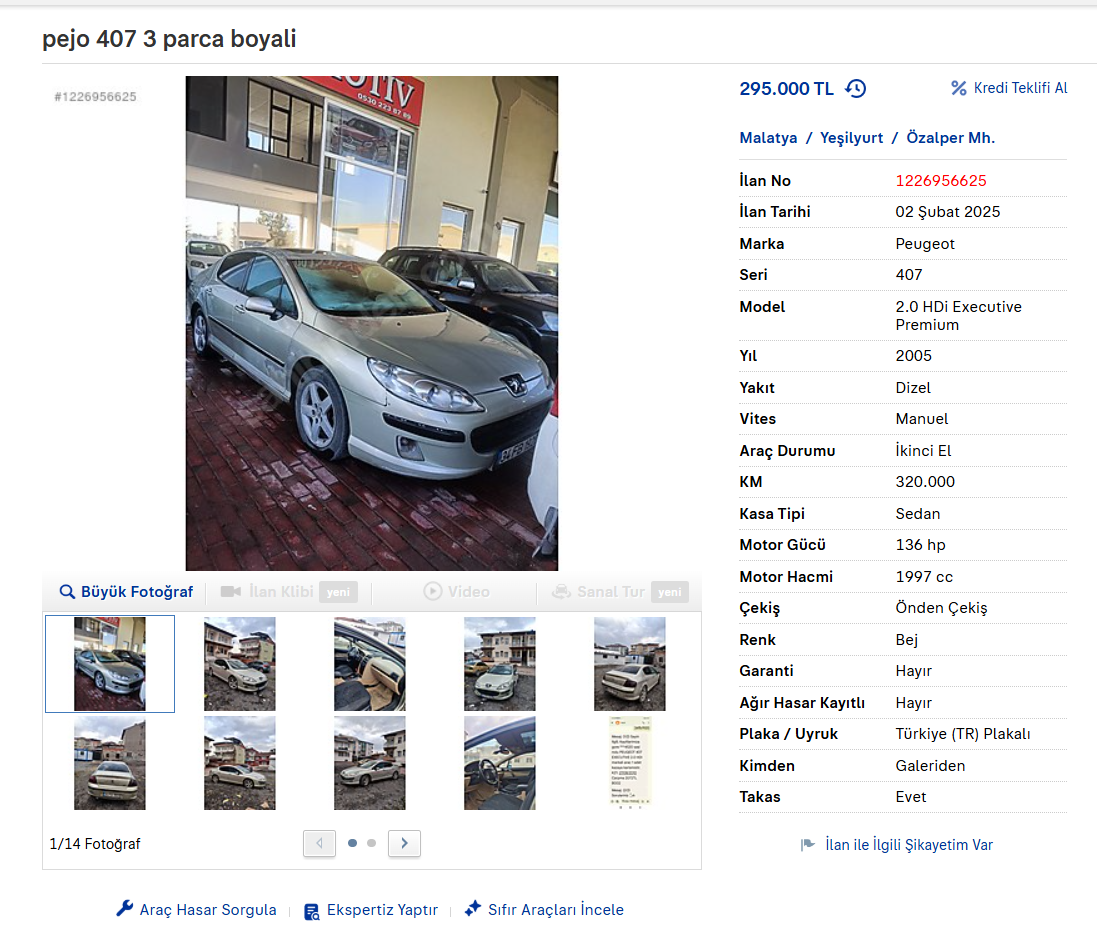 pejo 407 3 parca boyali
#1226956625
0530 223 87 89
295.000 TL
Kredi Teklifi Al
Malatya / Yeşilyurt / Özalper Mh.
İlan No 1226956625
İlan Tarihi 02 Şubat 2025
Marka Peugeot
Seri 407
Model 2.0 HDi Executive
Premium
Yıl 2005
Yakıt Dizel
Vites Manuel
Araç Durumu İkinci El
KM 320.000
Kasa Tipi Sedan
Motor Gücü 136 hp
Motor Hacmi 1997 cc
Çekiş Önden Çekiş
Renk Bej
Garanti Hayır
Ağır Hasar Kayıtlı Hayır
Plaka / Uyruk Türkiye (TR) Plakalı
Kimden Galeriden
Takas Evet
İlan ile İlgili Şikayetim Var
Büyük Fotoğraf
İlan Klibi yeni
Video
Sanal Tur yeni
1/14 Fotoğraf
Araç Hasar Sorgula
Ekspertiz Yaptır
Sıfır Araçları İncele